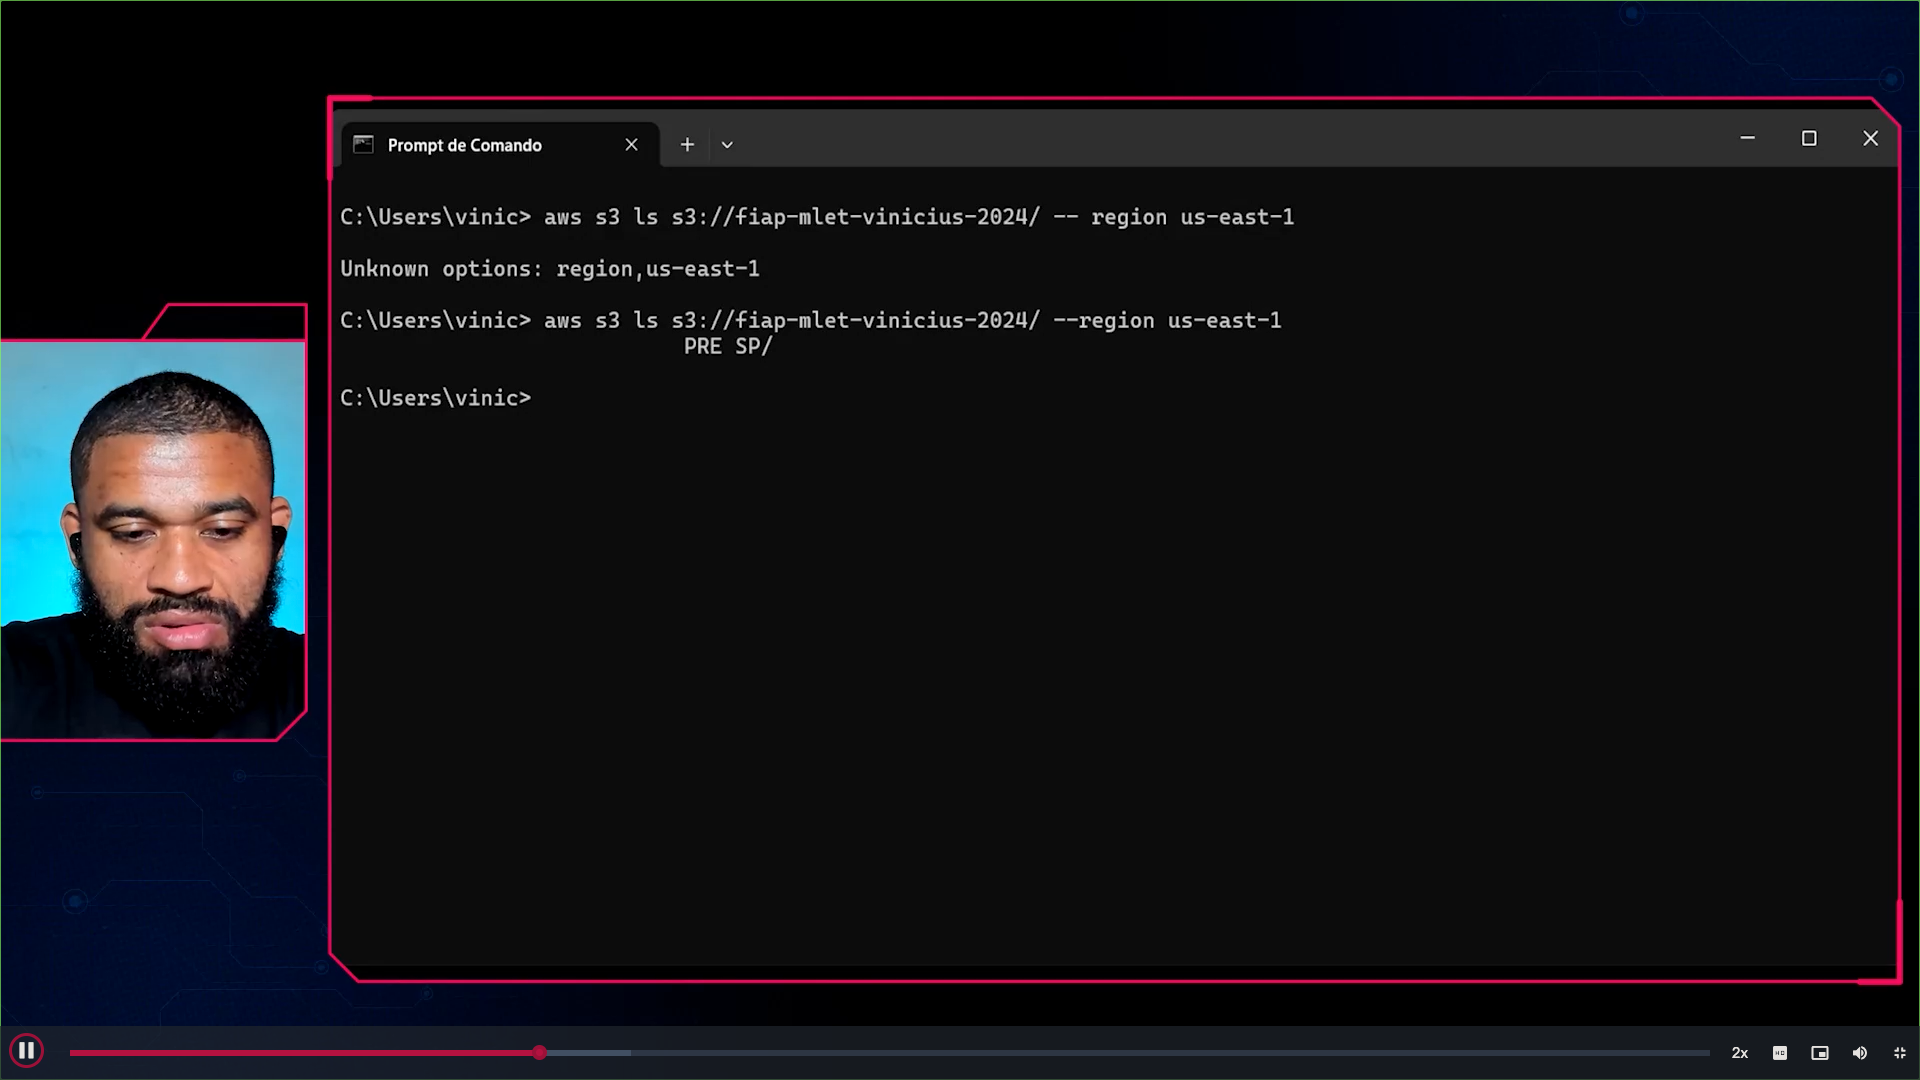 Prompt de Comando
C:\Users\vinic> aws s3 ls s3://fiap-mlet-vinicius-2024/ -- region us-east-1
Unknown options: region,us-east-1
C:\Users\vinic> aws s3 ls s3://fiap-mlet-vinicius-2024/ --region us-east-1
PRE SP/
C:\Users\vinic>
2x
HD